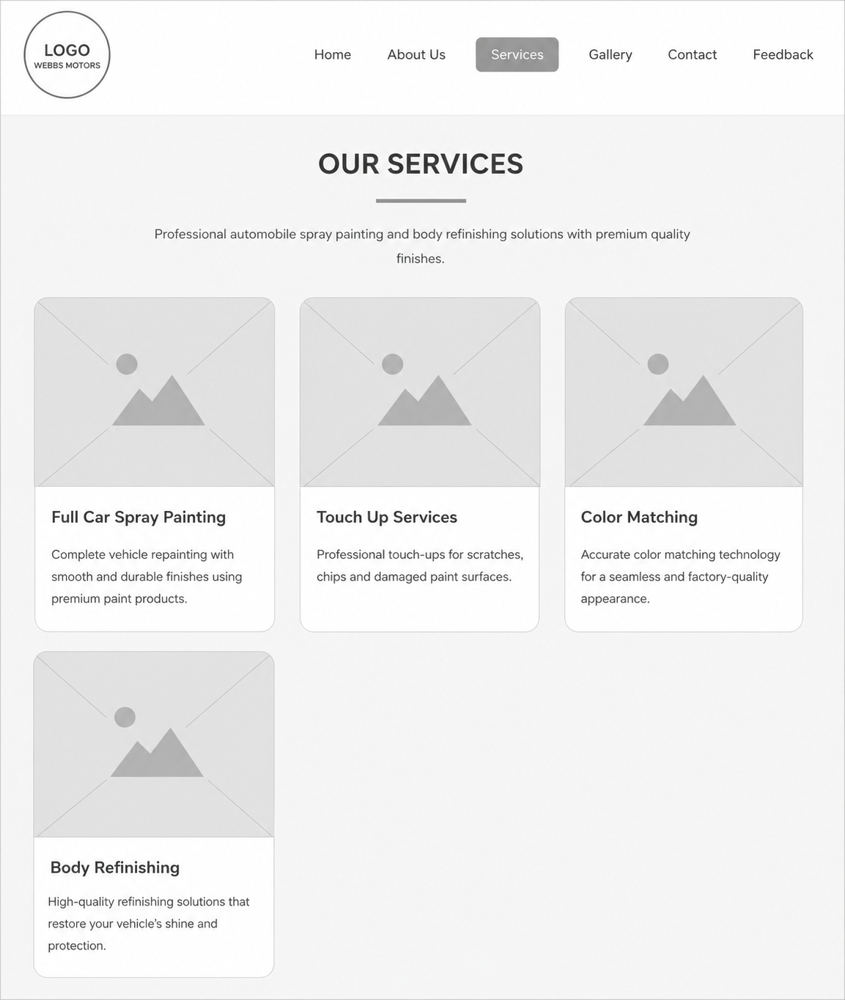 LOGO
WEBBS MOTORS
Home
About Us
Services
Gallery
Contact
Feedback
OUR SERVICES
Professional automobile spray painting and body refinishing solutions with premium quality
finishes.
Full Car Spray Painting
Complete vehicle repainting with
smooth and durable finishes using
premium paint products.
Touch Up Services
Professional touch-ups for scratches,
chips and damaged paint surfaces.
Color Matching
Accurate color matching technology
for a seamless and factory-quality
appearance.
Body Refinishing
High-quality refinishing solutions that
restore your vehicle’s shine and
protection.